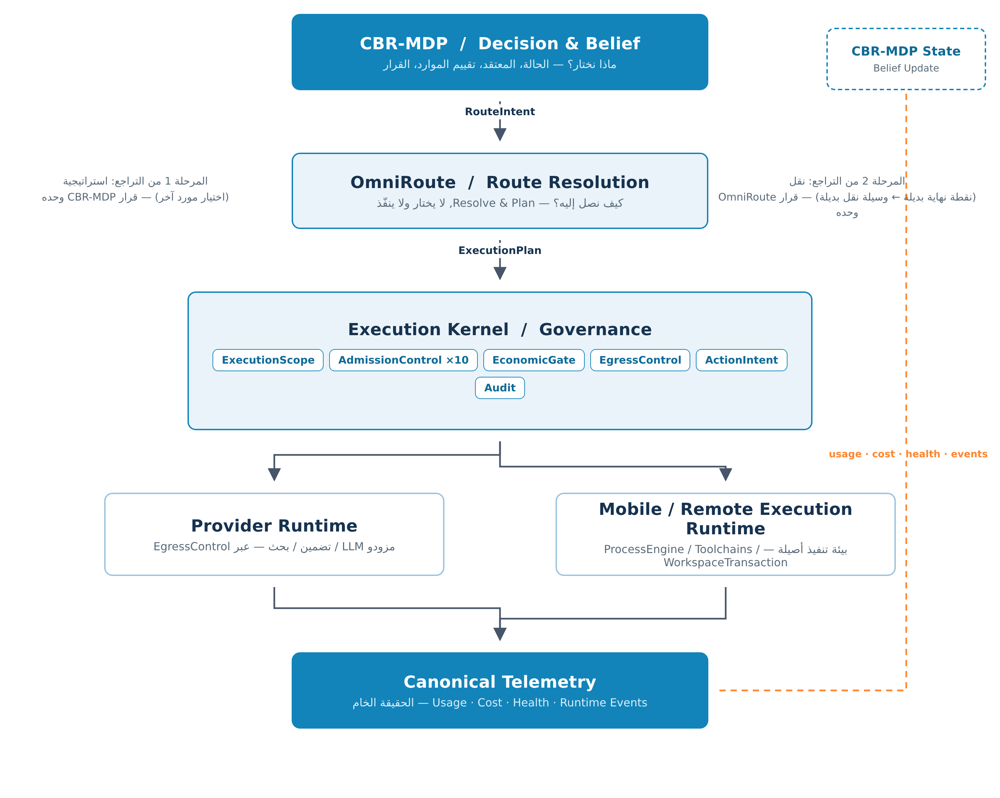 CBR-MDP / Decision & Belief
ماذا نختار؟ — الحالة، المعتقد، تقييم الموارد، القرار
CBR-MDP State
Belief Update
RouteIntent
المرحلة 1 من التراجع: استراتيجية
(اختيار مورد آخر) — قرار CBR-MDP وحده
OmniRoute / Route Resolution
كيف نصل إليه؟ — Resolve & Plan, لا يختار ولا ينفّذ
المرحلة 2 من التراجع: نقل
(نقطة نهاية بديلة ← وسيلة نقل بديلة) — قرار OmniRoute
وحده
ExecutionPlan
Execution Kernel / Governance
ExecutionScope
AdmissionControl ×10
EconomicGate
EgressControl
ActionIntent
Audit
usage · cost · health · events
Provider Runtime
مزودو LLM / تضمين / بحث — عبر EgressControl
Mobile / Remote Execution
Runtime
بيئة تنفيذ أصيلة — ProcessEngine / Toolchains /
WorkspaceTransaction
Canonical Telemetry
الحقيقة الخام — Usage · Cost · Health · Runtime Events